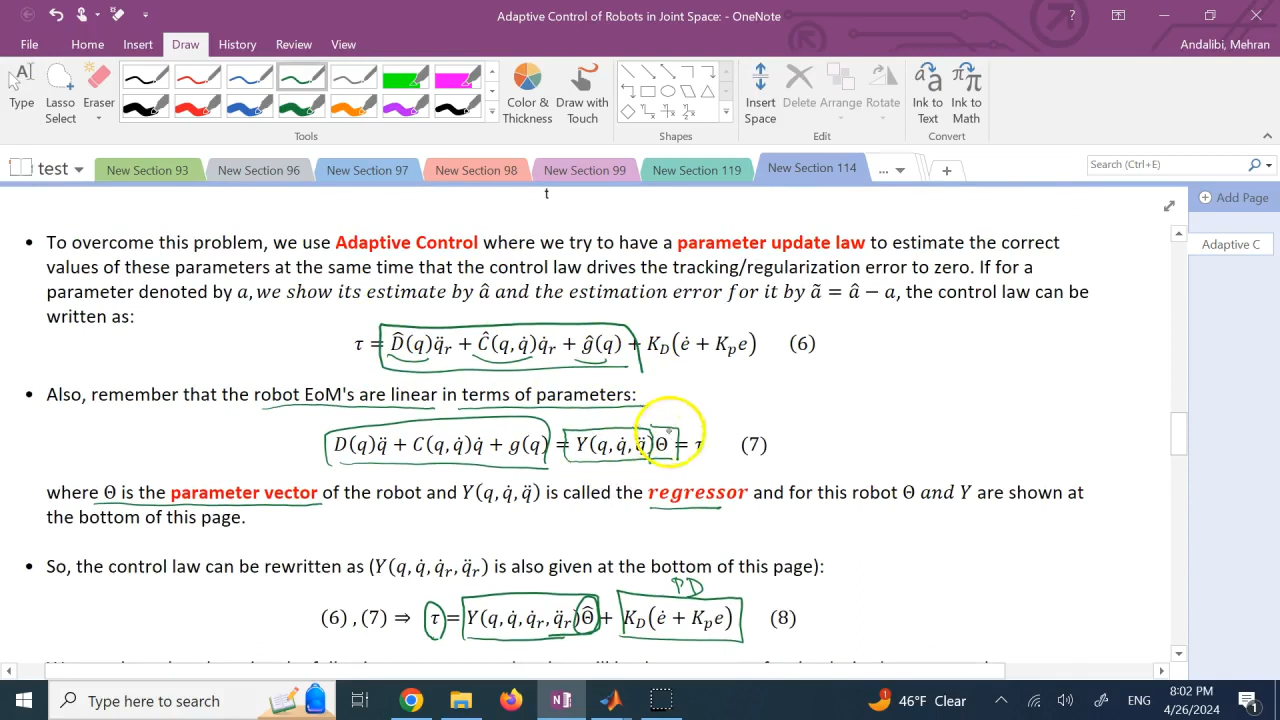 Adaptive Control of Robots in Joint Space: - OneNote
?
File Home Insert Draw History View
Andalibi, Mehran
Type
Lasso Select
Eraser
Color & Thickness
Draw with Touch
Insert Space
Delete
Arrange
Rotate
Ink to Text
Ink to Math
Tools
Shapes
Edit
Convert
test
New Section 93
New Section 96
New Section 97
New Section 98
New Section 99
New Section 119
New Section 114
...
Search (Ctrl+E)
Add Page
Adaptive C
t
• To overcome this problem, we use Adaptive Control where we try to have a parameter update law to estimate the correct
values of these parameters at the same time that the control law drives the tracking/regularization error to zero. If for a
parameter denoted by a, we show its estimate by â and the estimation error for it by ã = â − a, the control law can be
written as:
τ = D̂(q)q̈ᵣ + Ĉ(q, q̇)q̇ᵣ + ĝ(q) + K_D(ė + K_p e) (6)
• Also, remember that the robot EoM's are linear in terms of parameters:
D(q)q̈ + C(q, q̇)q̇ + g(q) = Y(q, q̇, q̈)Θ = τ (7)
where Θ is the parameter vector of the robot and Y(q, q̇, q̈) is called the regressor and for this robot Θ and Y are shown at
the bottom of this page.
• So, the control law can be rewritten as (Y(q, q̇, q̇ᵣ, q̈ᵣ) is also given at the bottom of this page):
PD
(6) , (7) ⇒ τ = Y(q, q̇, q̇ᵣ, q̈ᵣ)Θ̂ + K_D(ė + K_p e) (8)
Type here to search
46°F Clear
ENG
8:02 PM
4/26/2024
1